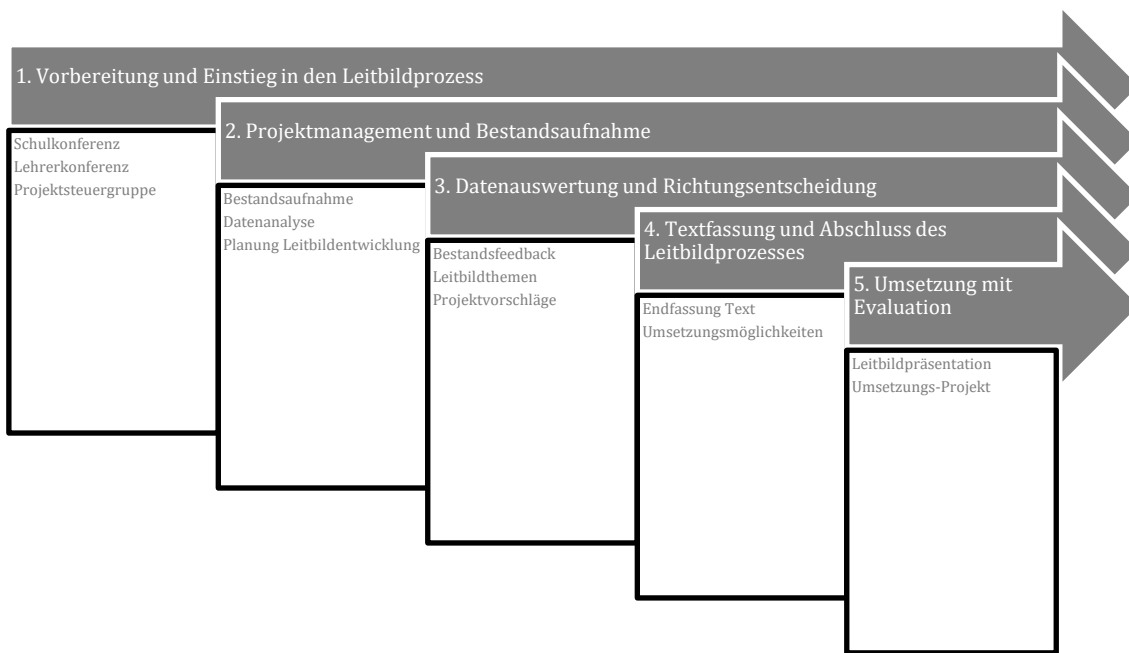 1. Vorbereitung und Einstieg in den Leitbildprozess
Schulkonferenz
Lehrerkonferenz
Projektsteuergruppe
2. Projektmanagement und Bestandsaufnahme
Bestandsaufnahme
Datenanalyse
Planung Leitbildentwicklung
3. Datenauswertung und Richtungsentscheidung
Bestandsfeedback
Leitbildthemen
Projektvorschläge
4. Textfassung und Abschluss des
Leitbildprozesses
Endfassung Text
Umsetzungsmöglichkeiten
5. Umsetzung mit
Evaluation
Leitbildpräsentation
Umsetzungs-Projekt